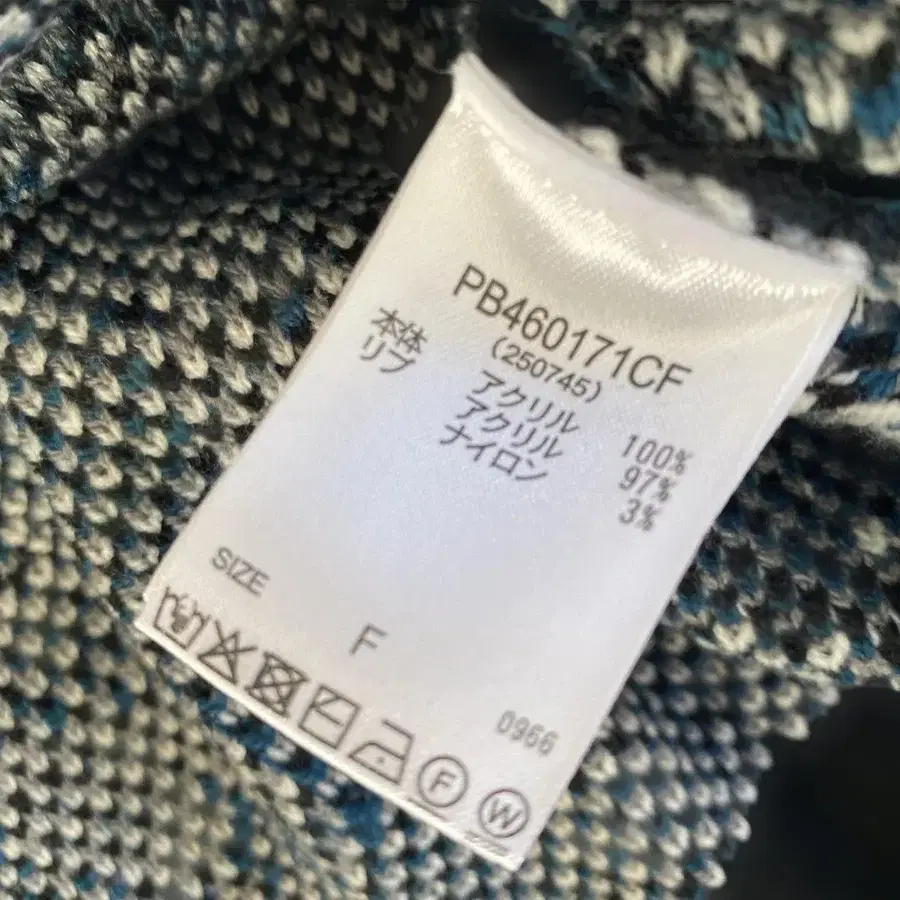 PB460171CF
(250745)
本体 アクリル 100%
リブ アクリル 97%
ナイロン 3%
SIZE
F
0966
F
W